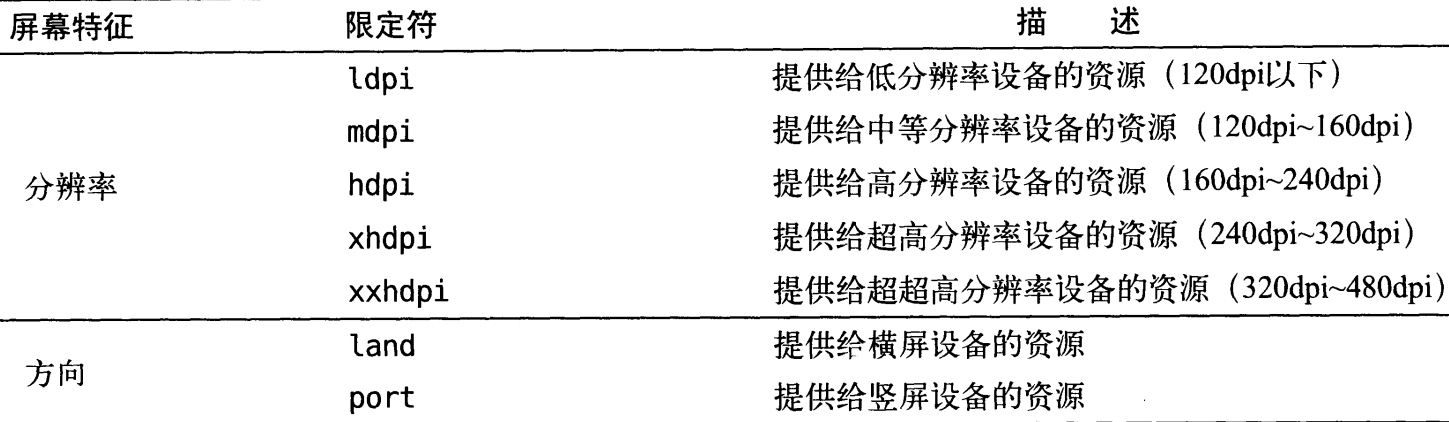 屏幕特征 限定符 描 述
ldpi 提供给低分辨率设备的资源（120dpi以下）
mdpi 提供给中等分辨率设备的资源（120dpi~160dpi）
分辨率 hdpi 提供给高分辨率设备的资源（160dpi~240dpi）
xhdpi 提供给超高分辨率设备的资源（240dpi~320dpi）
xxhdpi 提供给超超高分辨率设备的资源（320dpi~480dpi）
land 提供给横屏设备的资源
方向
port 提供给竖屏设备的资源